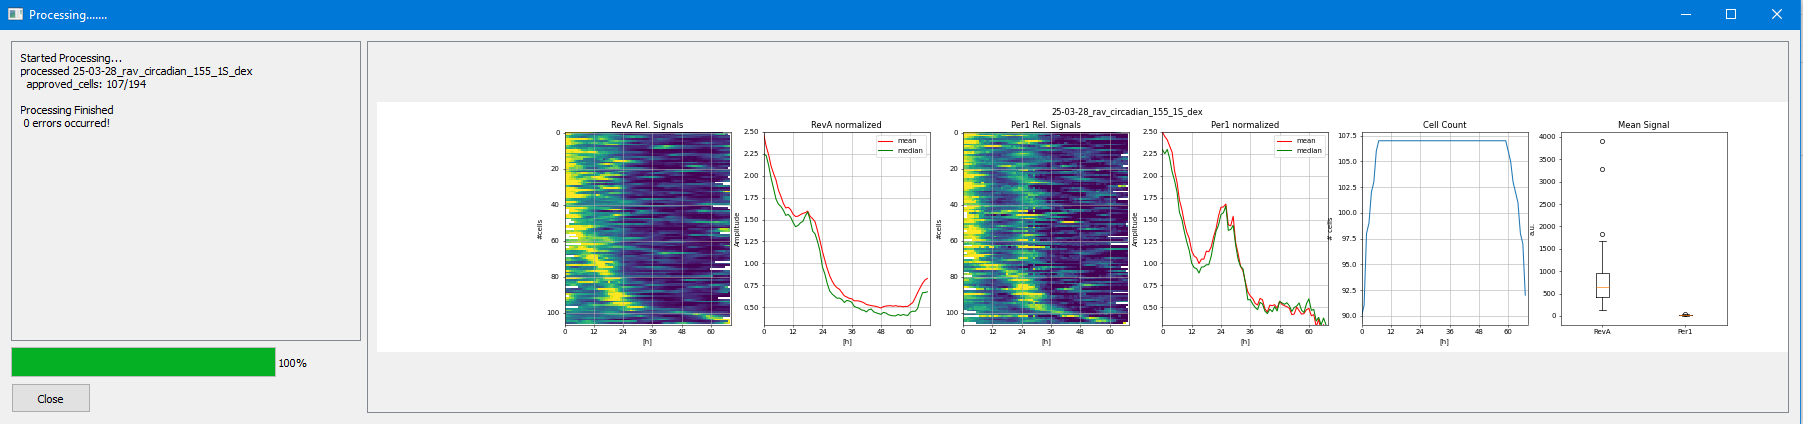 Processing.......
Started Processing...
processed 25-03-28_rav_circadian_155_1S_dex
approved_cells: 107/194
Processing Finished
0 errors occurred!
100%
Close
25-03-28_rav_circadian_155_1S_dex
RevA Rel. Signals
#cells
0
20
40
60
80
100
0 12 24 36 48 60
[h]
RevA normalized
Amplitude
2.50
2.25
2.00
1.75
1.50
1.25
1.00
0.75
0.50
mean
median
0 12 24 36 48 60
[h]
Per1 Rel. Signals
#cells
0
20
40
60
80
100
0 12 24 36 48 60
[h]
Per1 normalized
Amplitude
2.50
2.25
2.00
1.75
1.50
1.25
1.00
0.75
0.50
mean
median
0 12 24 36 48 60
[h]
Cell Count
# cells
107.5
105.0
102.5
100.0
97.5
95.0
92.5
90.0
0 12 24 36 48 60
[h]
Mean Signal
a.u.
4000
3500
3000
2500
2000
1500
1000
500
0
RevA Per1